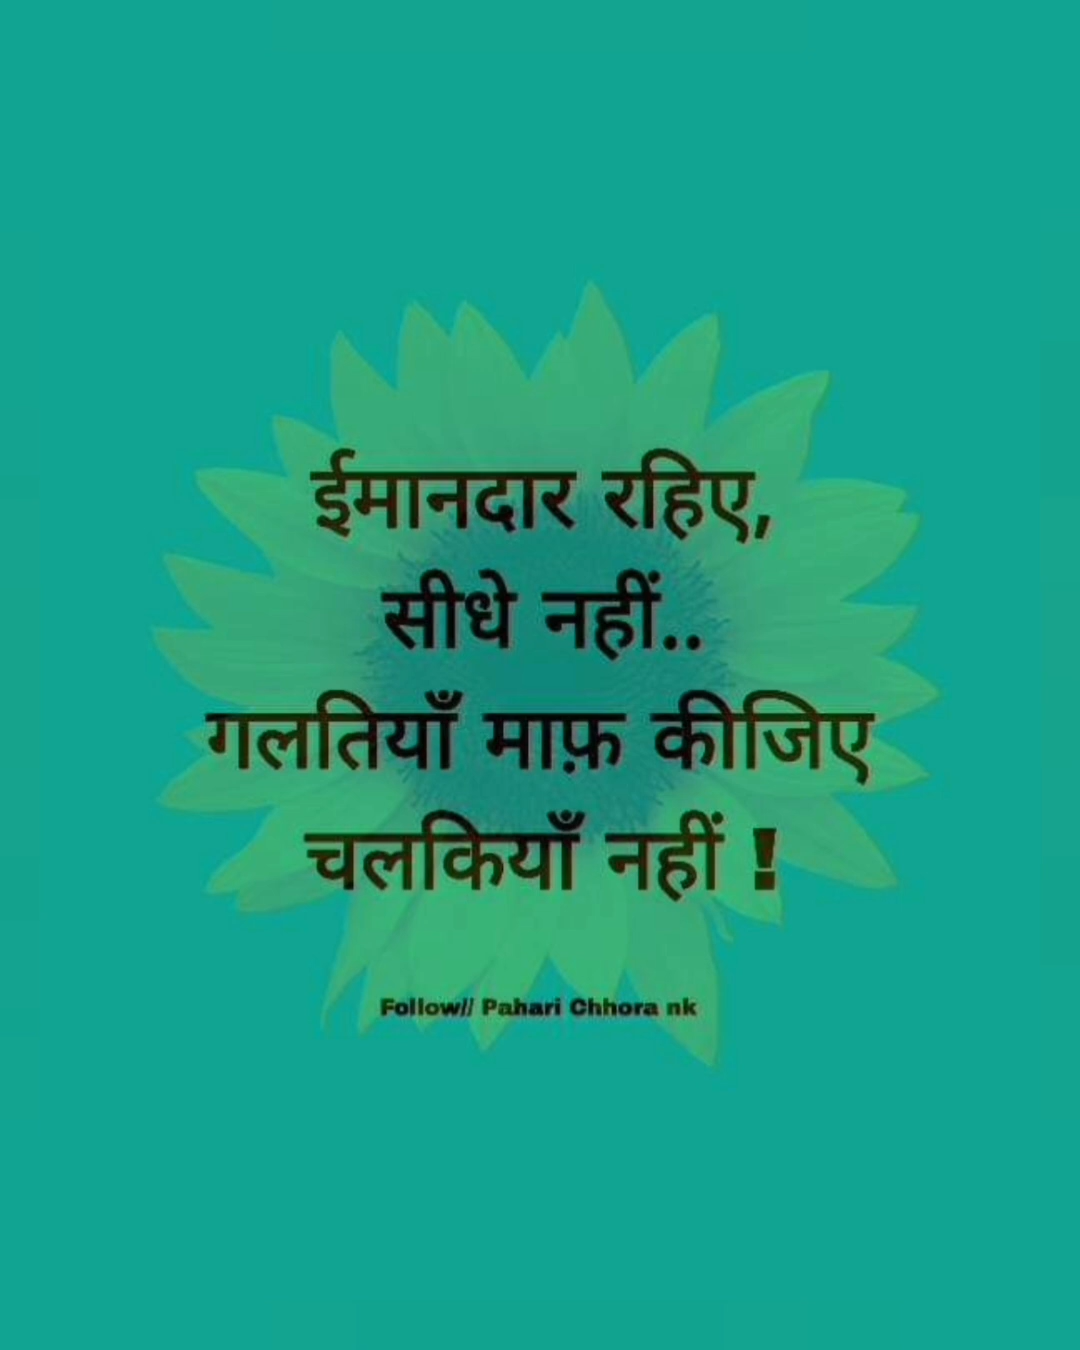 ईमानदार रहिए,
सीधे नहीं..
गलतियाँ माफ़ कीजिए
चलकियाँ नहीं !
Follow// Pahari Chhora nk